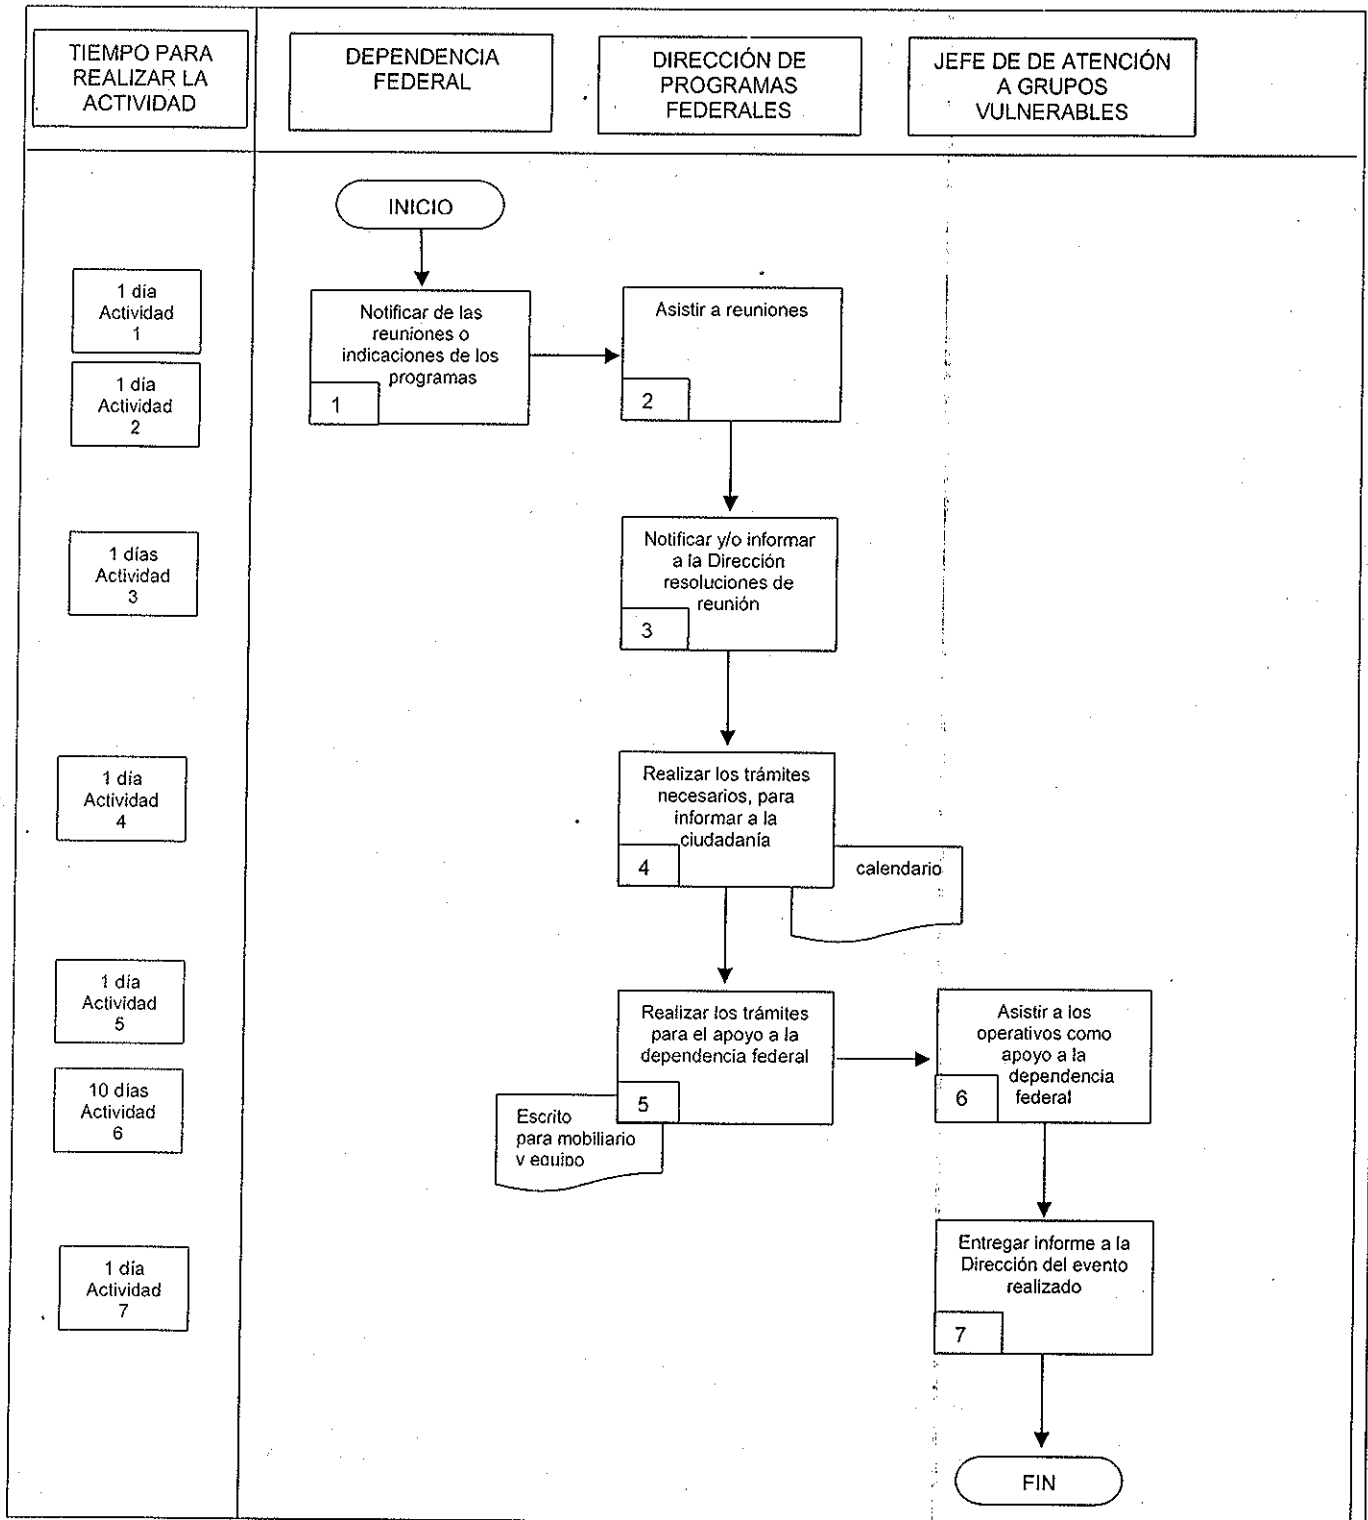 TIEMPO PARA
REALIZAR LA
ACTIVIDAD
DEPENDENCIA
FEDERAL
DIRECCIÓN DE
PROGRAMAS
FEDERALES
JEFE DE DE ATENCIÓN
A GRUPOS
VULNERABLES
INICIO
1 día
Actividad
1
Notificar de las
reuniones o
indicaciones de los
programas
1
Asistir a reuniones
2
1 día
Actividad
2
1 días
Actividad
3
Notificar y/o informar
a la Dirección
resoluciones de
reunión
3
1 día
Actividad
4
Realizar los trámites
necesarios, para
informar a la
ciudadanía
4
calendario
1 día
Actividad
5
Realizar los trámites
para el apoyo a la
dependencia federal
5
Escrito
para mobiliario
y equipo
Asistir a los
operativos como
apoyo a la
dependencia
federal
6
10 días
Actividad
6
1 día
Actividad
7
Entregar informe a la
Dirección del evento
realizado
7
FIN